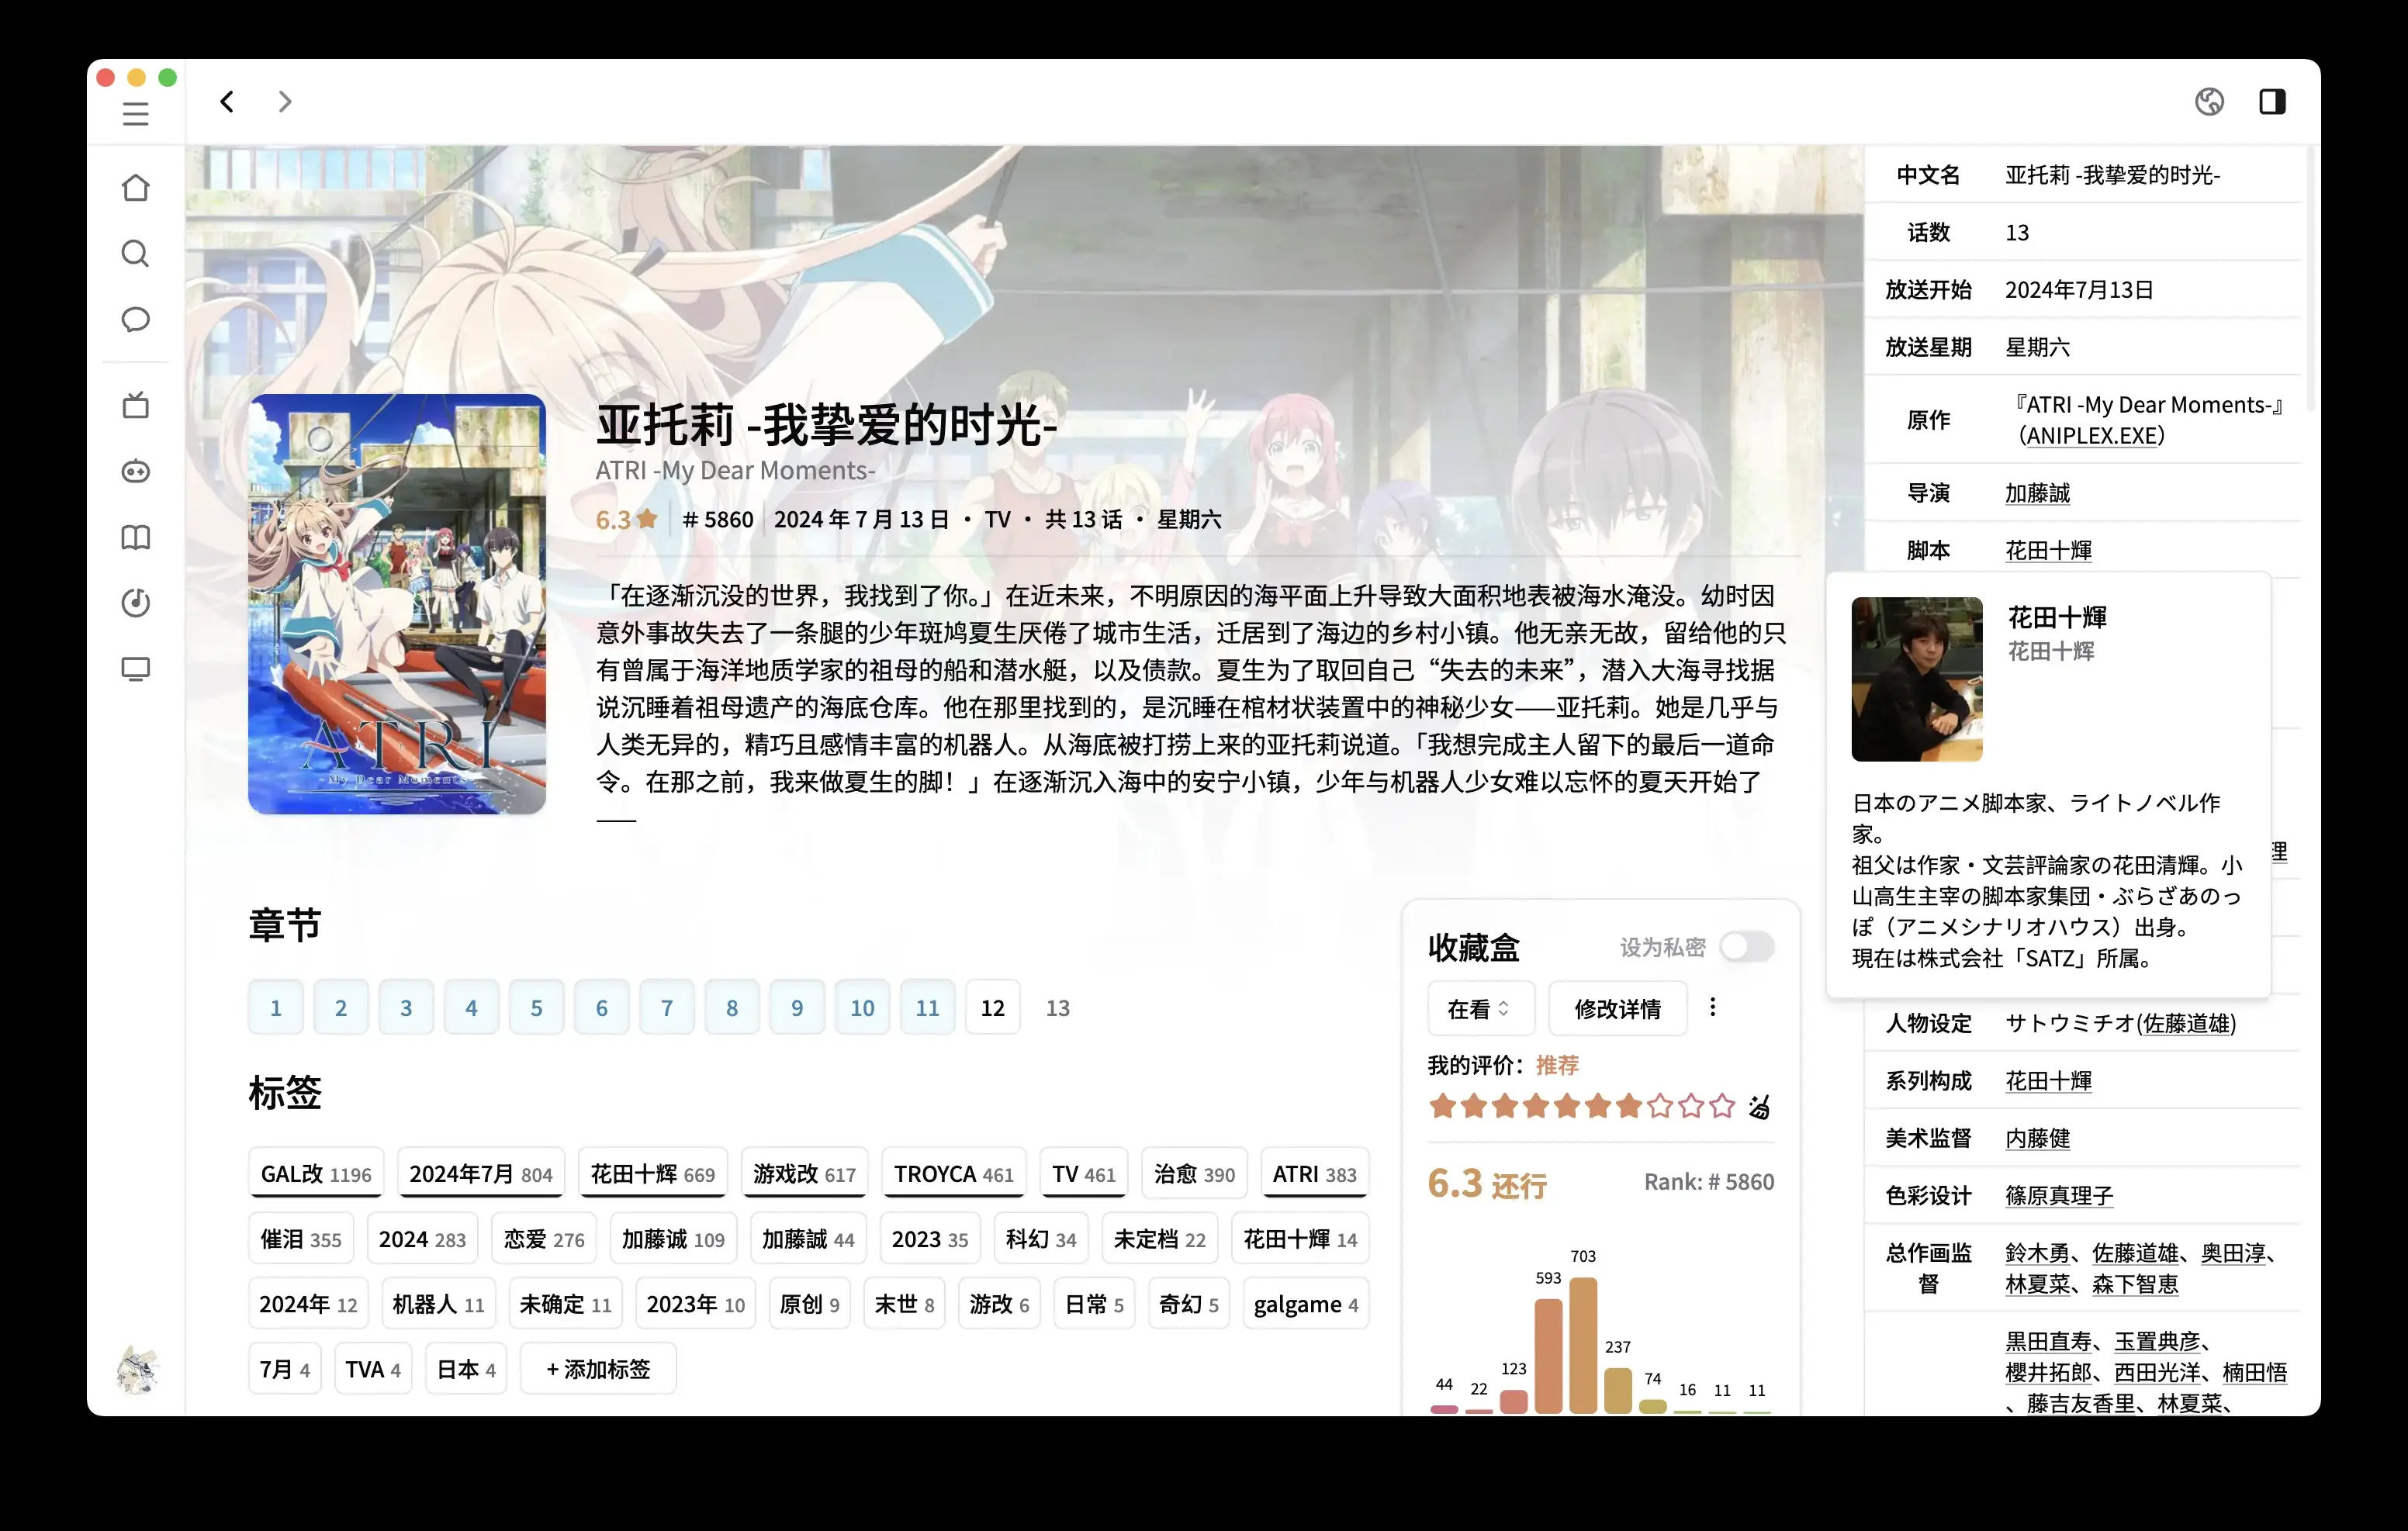 亚托莉 -我挚爱的时光-
ATRI -My Dear Moments-
6.3 # 5860 2024 年 7 月 13 日 · TV · 共 13 话 · 星期六
「在逐渐沉没的世界，我找到了你。」在近未来，不明原因的海平面上升导致大面积地表被海水淹没。幼时因
意外事故失去了一条腿的少年斑鸠夏生厌倦了城市生活，迁居到了海边的乡村小镇。他无亲无故，留给他的只
有曾属于海洋地质学家的祖母的船和潜水艇，以及债款。夏生为了取回自己“失去的未来”，潜入大海寻找据
说沉睡着祖母遗产的海底仓库。他在那里找到的，是沉睡在棺材状装置中的神秘少女——亚托莉。她是几乎与
人类无异的，精巧且感情丰富的机器人。从海底被打捞上来的亚托莉说道。「我想完成主人留下的最后一道命
令。在那之前，我来做夏生的脚！」在逐渐沉入海中的安宁小镇，少年与机器人少女难以忘怀的夏天开始了
——
ATRI
-My Dear Moments-
章节
1 2 3 4 5 6 7 8 9 10 11 12 13
标签
GAL改 1196 2024年7月 804 花田十辉 669 游戏改 617 TROYCA 461 TV 461 治愈 390 ATRI 383
催泪 355 2024 283 恋爱 276 加藤诚 109 加藤誠 44 2023 35 科幻 34 未定档 22 花田十輝 14
2024年 12 机器人 11 未确定 11 2023年 10 原创 9 末世 8 游改 6 日常 5 奇幻 5 galgame 4
7月 4 TVA 4 日本 4 + 添加标签
收藏盒 设为私密
在看 修改详情
我的评价：推荐
6.3 还行 Rank: # 5860
44 22 123 593 703 237 74 16 11 11
中文名 亚托莉 -我挚爱的时光-
话数 13
放送开始 2024年7月13日
放送星期 星期六
原作 『ATRI -My Dear Moments-』
（ANIPLEX.EXE）
导演 加藤誠
脚本 花田十輝
花田十輝
花田十辉
日本のアニメ脚本家、ライトノベル作
家。
祖父は作家・文芸評論家の花田清輝。小
山高生主宰の脚本家集団・ぶらざあのっ
ぽ（アニメシナリオハウス）出身。
現在は株式会社「SATZ」所属。
理
人物设定 サトウミチオ(佐藤道雄)
系列构成 花田十輝
美术监督 内藤健
色彩设计 篠原真理子
总作画监
督
鈴木勇、佐藤道雄、奥田淳、
林夏菜、森下智恵
黒田直寿、玉置典彦、
櫻井拓郎、西田光洋、楠田悟
、藤吉友香里、林夏菜、